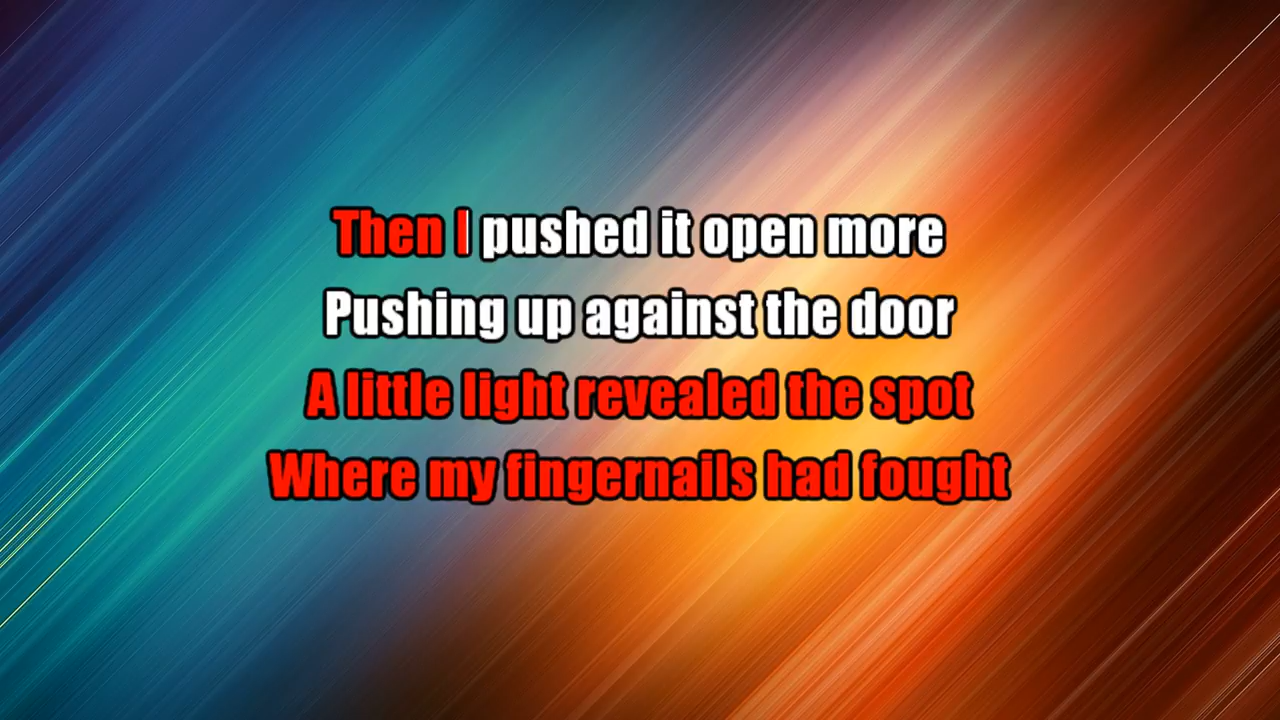 Then I pushed it open more
Pushing up against the door
A little light revealed the spot
Where my fingernails had fought